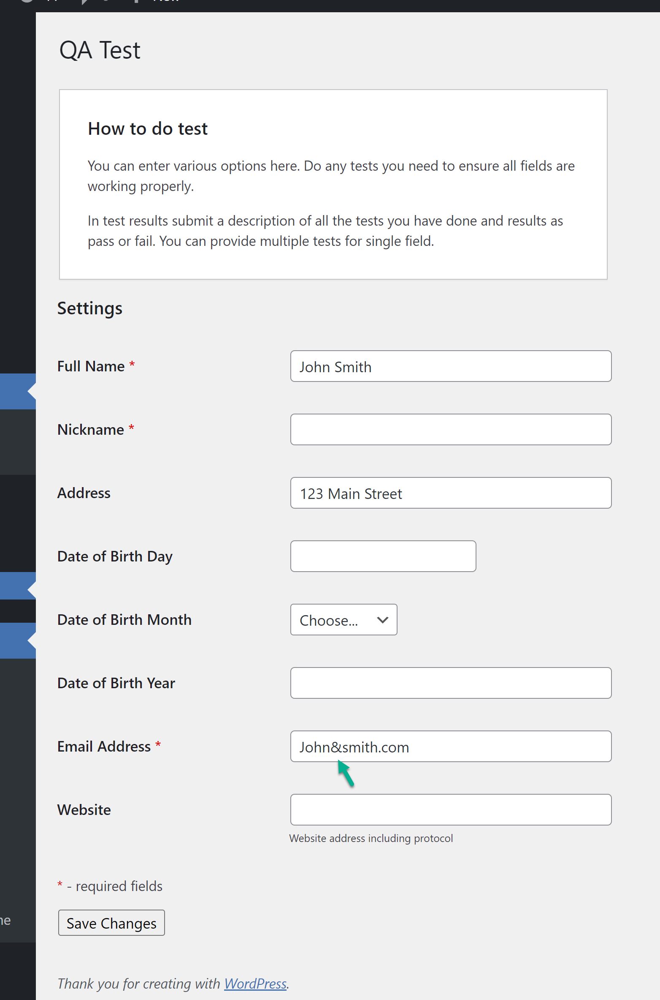 New
QA Test
How to do test
You can enter various options here. Do any tests you need to ensure all fields are
working properly.
In test results submit a description of all the tests you have done and results as
pass or fail. You can provide multiple tests for single field.
Settings
Full Name *
John Smith
Nickname *
Address
123 Main Street
Date of Birth Day
Date of Birth Month
Choose...
Date of Birth Year
Email Address *
John&smith.com
Website
Website address including protocol
* - required fields
Save Changes
Thank you for creating with WordPress.